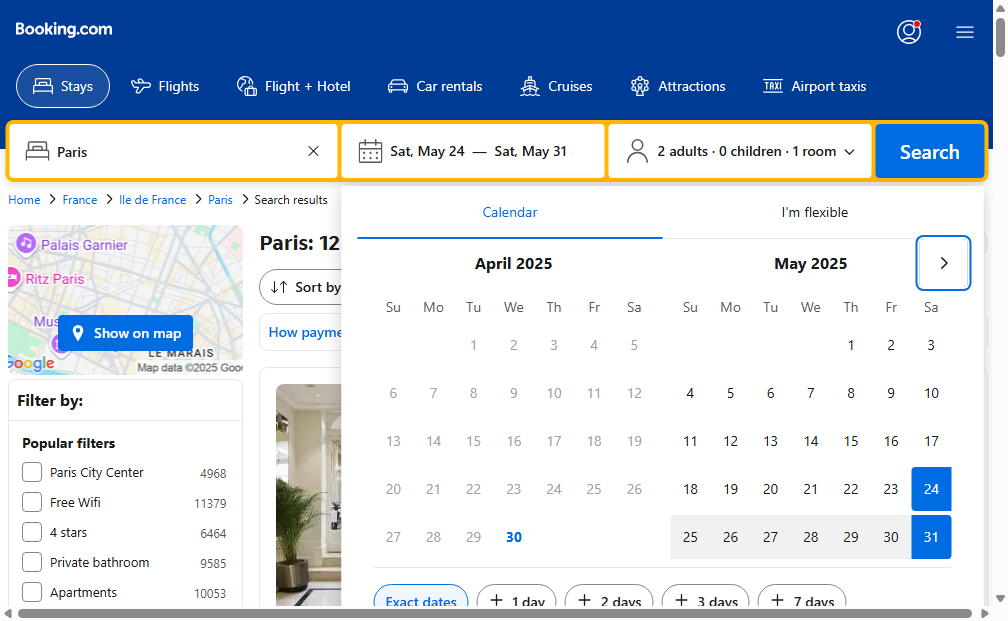 Booking.com
Stays
Flights
Flight + Hotel
Car rentals
Cruises
Attractions
TAXI Airport taxis
Paris
Sat, May 24 — Sat, May 31
2 adults · 0 children · 1 room
Search
Home > France > Ile de France > Paris > Search results
Calendar
I'm flexible
April 2025
Su Mo Tu We Th Fr Sa
1 2 3 4 5
6 7 8 9 10 11 12
13 14 15 16 17 18 19
20 21 22 23 24 25 26
27 28 29 30
May 2025
Su Mo Tu We Th Fr Sa
1 2 3
4 5 6 7 8 9 10
11 12 13 14 15 16 17
18 19 20 21 22 23 24
25 26 27 28 29 30 31
Exact dates
+ 1 day
+ 2 days
+ 3 days
+ 7 days
Palais Garnier
Ritz Paris
Show on map
LE MARAIS
Google
Map data ©2025
Paris: 12
Sort by
How
Filter by:
Popular filters
Paris City Center 4968
Free Wifi 11379
4 stars 6464
Private bathroom 9585
Apartments 10053